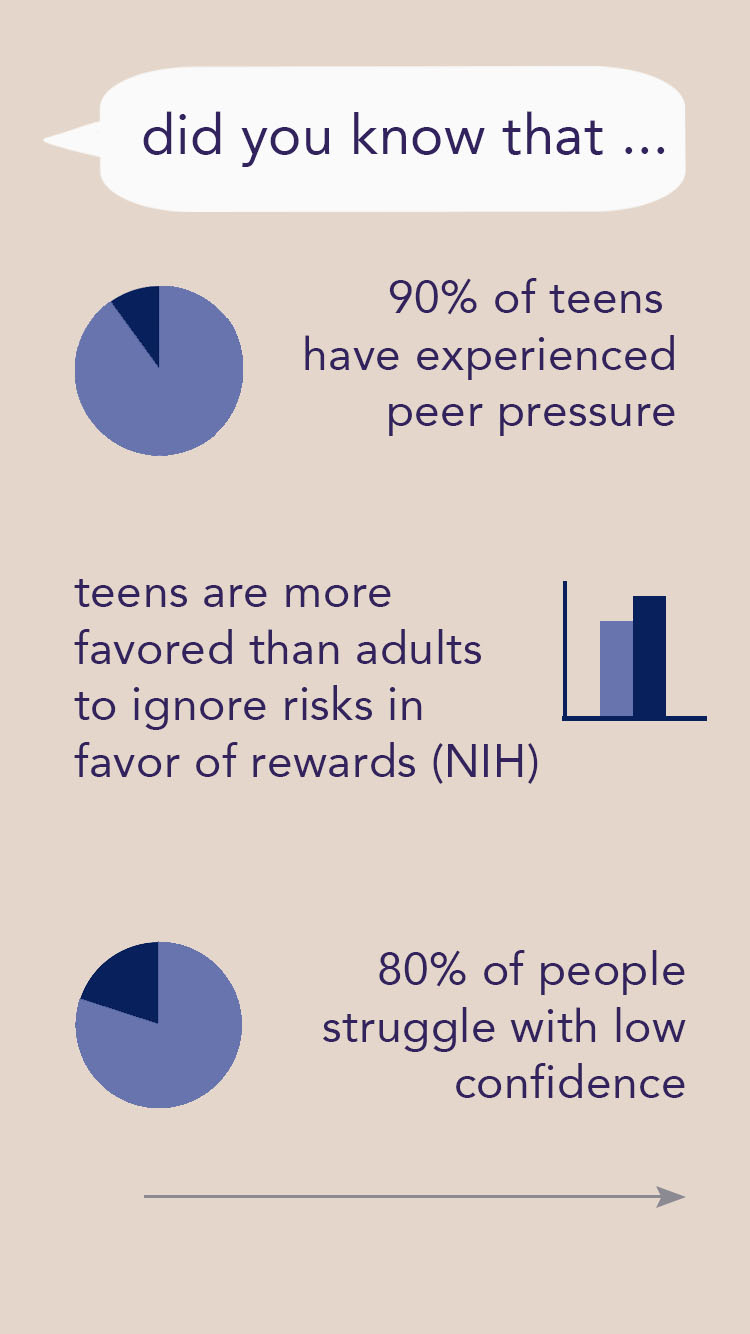 did you know that ...
90% of teens
have experienced
peer pressure
teens are more
favored than adults
to ignore risks in
favor of rewards (NIH)
80% of people
struggle with low
confidence